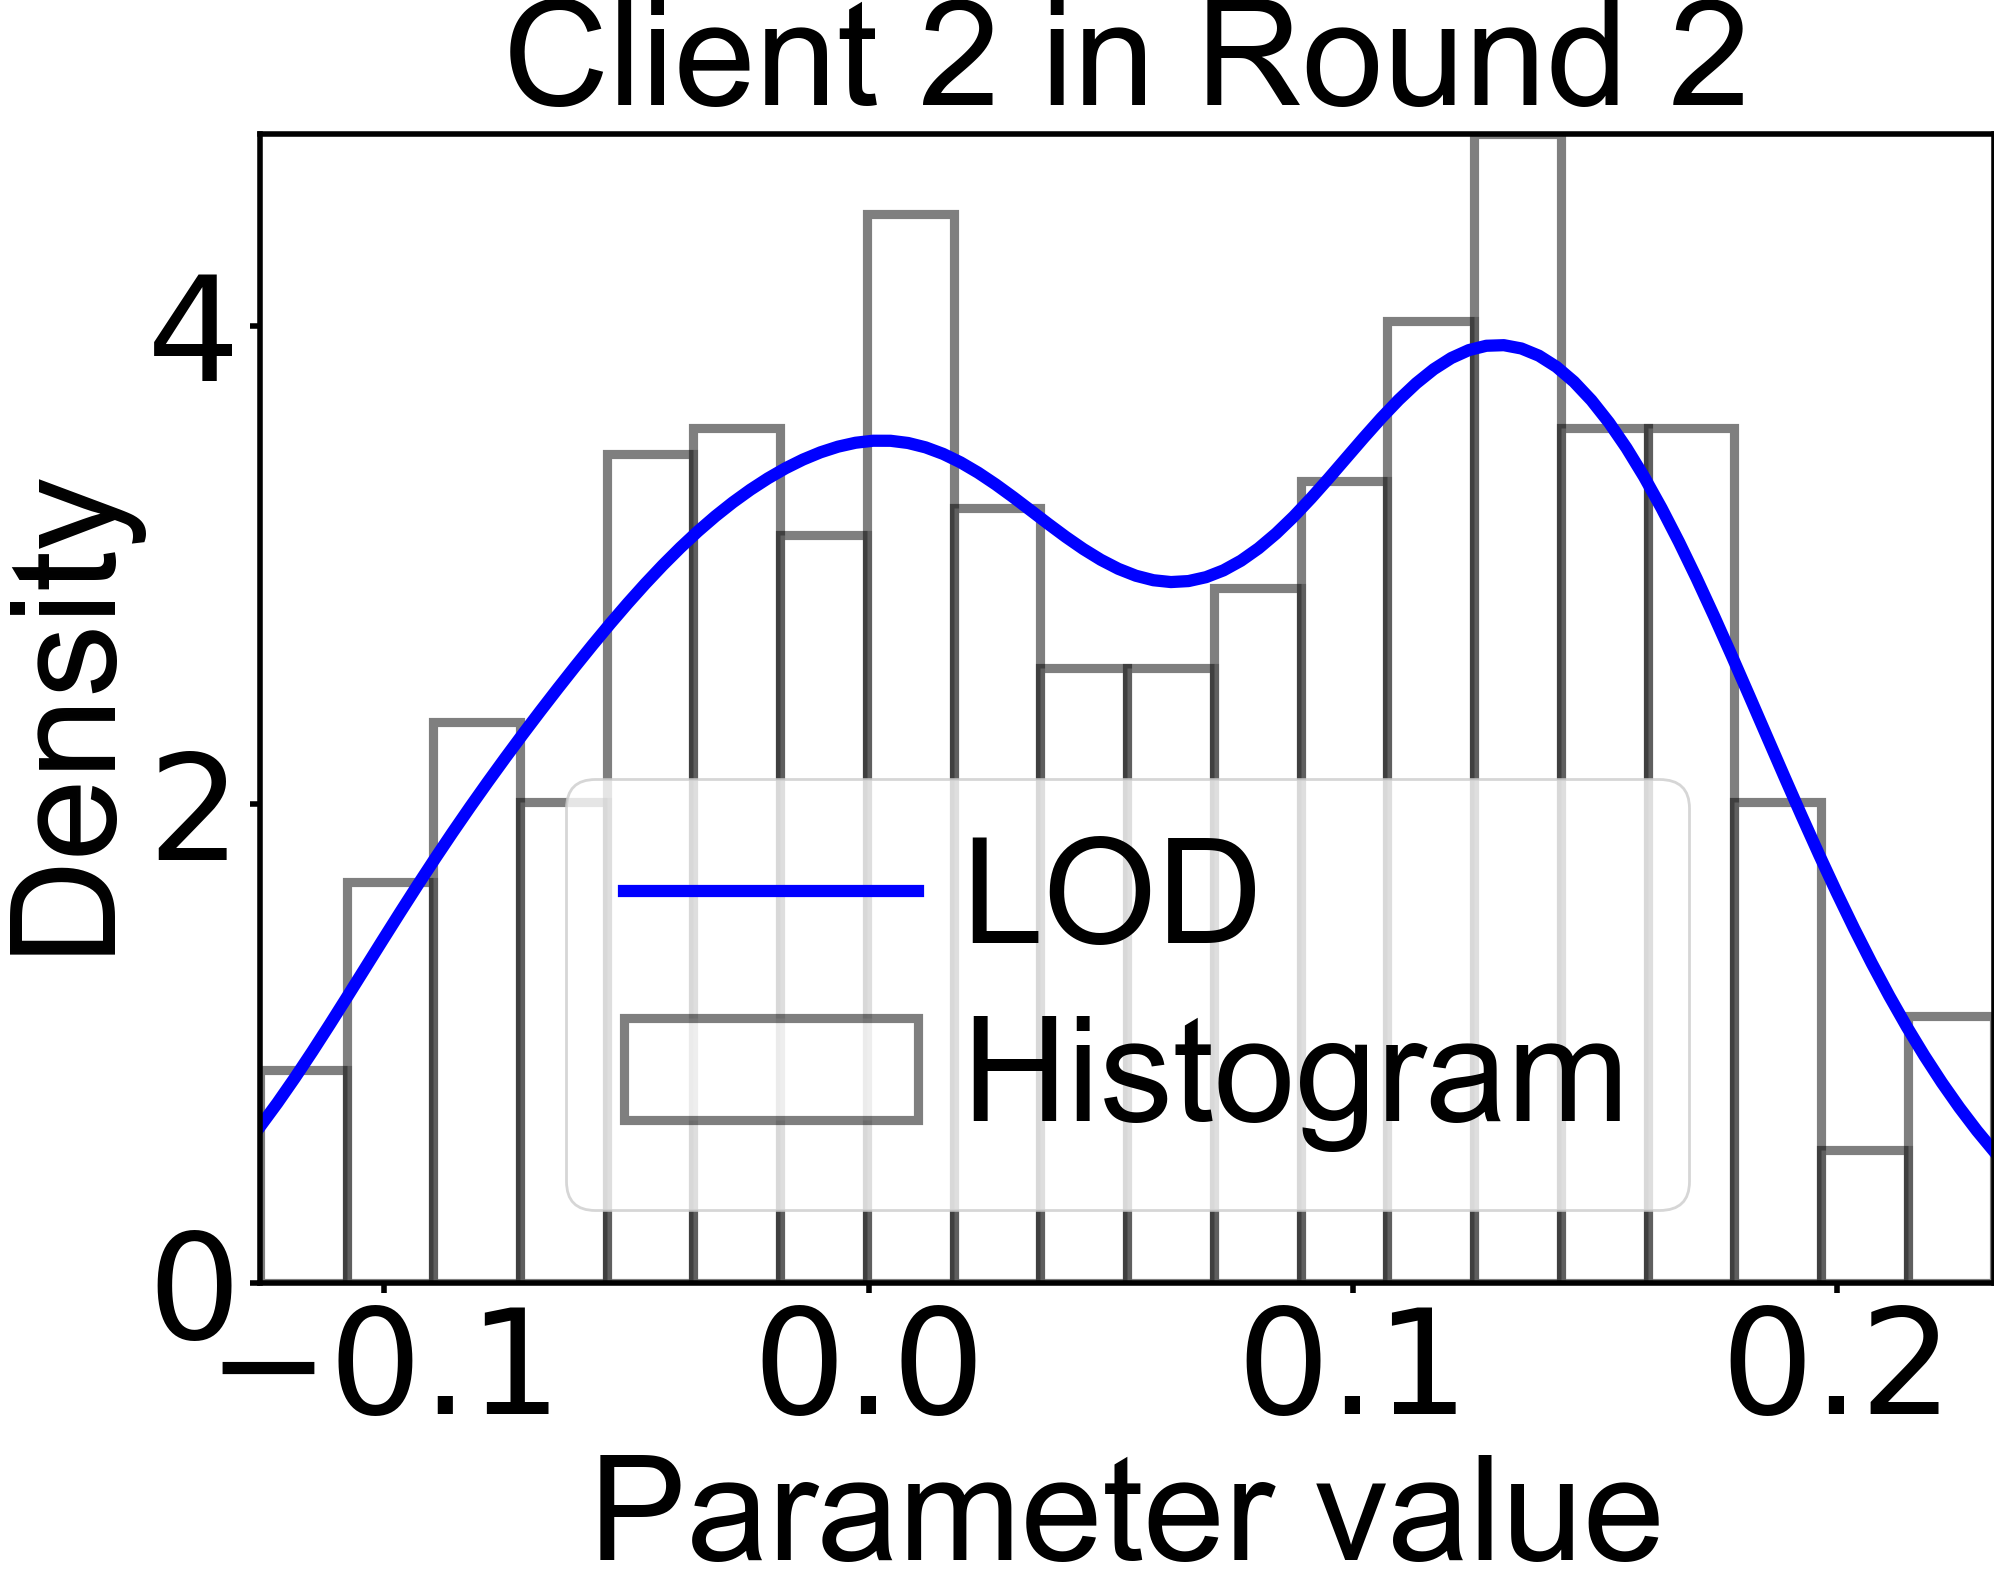 Client 2 in Round 2
Density
4
2
0
LOD
Histogram
−0.1 0.0 0.1 0.2
Parameter value